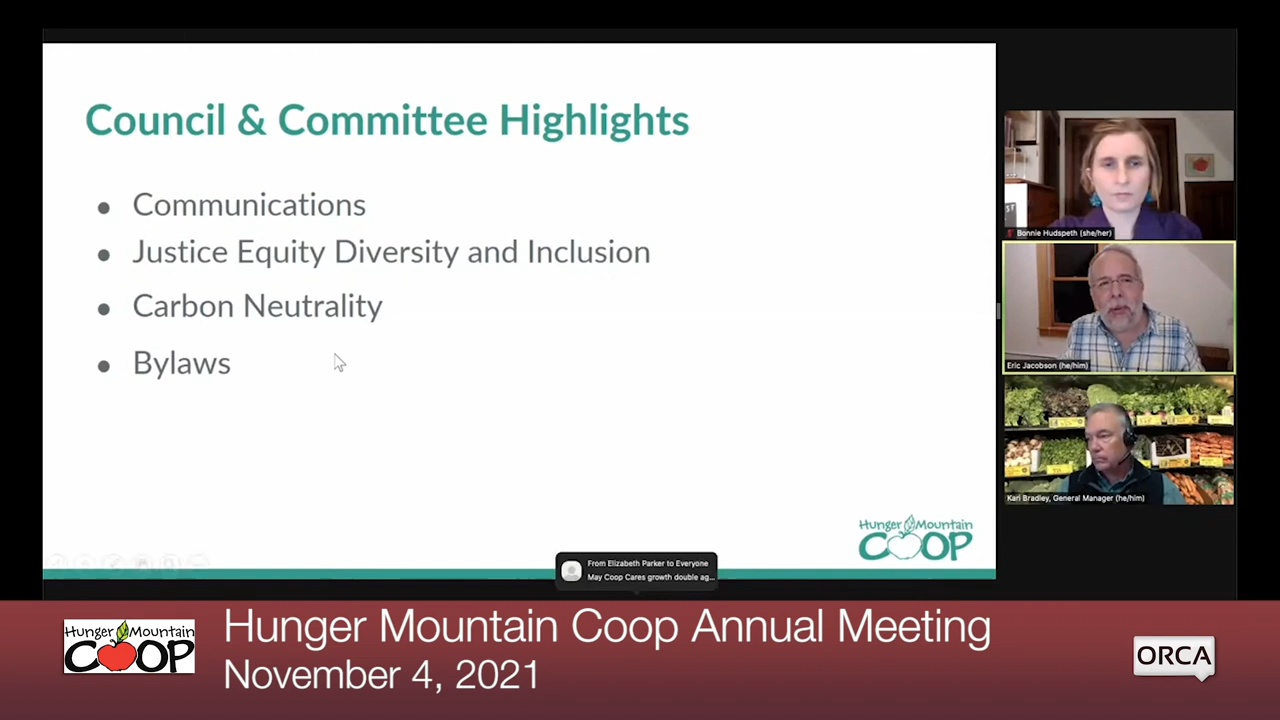 Council & Committee Highlights
● Communications
● Justice Equity Diversity and Inclusion
● Carbon Neutrality
● Bylaws
Hunger Mountain
COOP
From Elizabeth Parker to Everyone
May Coop Cares growth double ag...
Bonnie Hudspeth (she/her)
Eric Jacobson (he/him)
Kari Bradley, General Manager (he/him)
Hunger Mountain
COOP
Hunger Mountain Coop Annual Meeting
November 4, 2021
ORCA